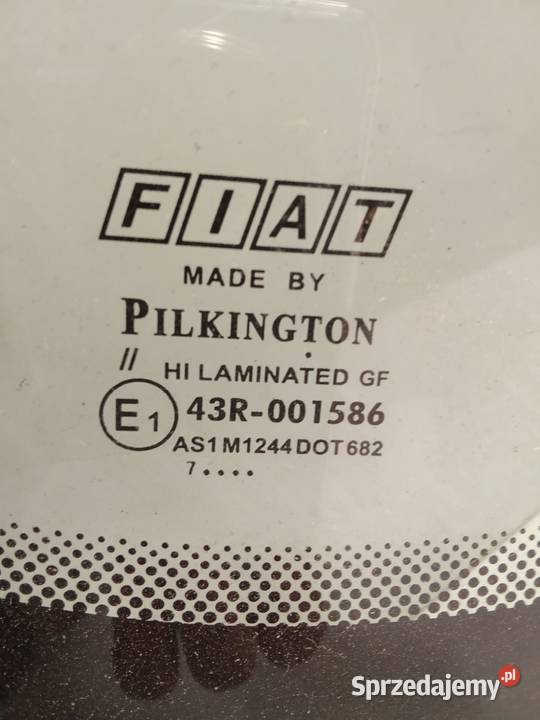 FIAT
MADE BY
PILKINGTON
// HI LAMINATED GF
E1 43R-001586
AS1 M1244 DOT 682
7....
Sprzedajemy.pl